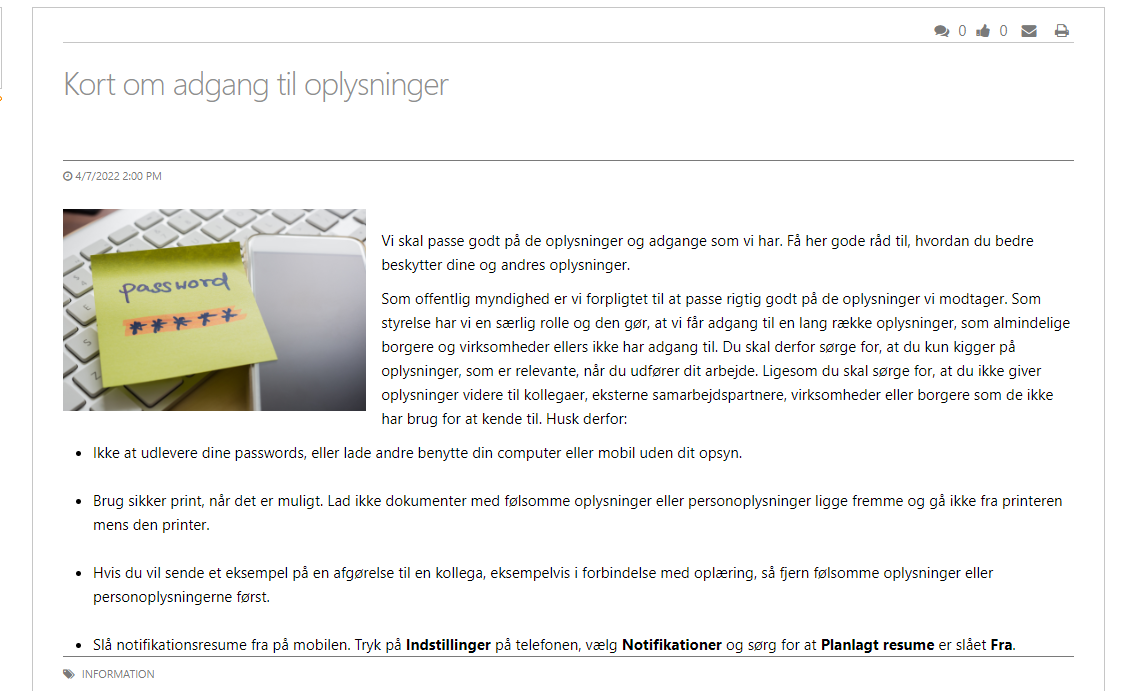 0 0
Kort om adgang til oplysninger
4/7/2022 2:00 PM
password
*****
Vi skal passe godt på de oplysninger og adgange som vi har. Få her gode råd til, hvordan du bedre
beskytter dine og andres oplysninger.
Som offentlig myndighed er vi forpligtet til at passe rigtig godt på de oplysninger vi modtager. Som
styrelse har vi en særlig rolle og den gør, at vi får adgang til en lang række oplysninger, som almindelige
borgere og virksomheder ellers ikke har adgang til. Du skal derfor sørge for, at du kun kigger på
oplysninger, som er relevante, når du udfører dit arbejde. Ligesom du skal sørge for, at du ikke giver
oplysninger videre til kollegaer, eksterne samarbejdspartnere, virksomheder eller borgere som de ikke
har brug for at kende til. Husk derfor:
• Ikke at udlevere dine passwords, eller lade andre benytte din computer eller mobil uden dit opsyn.
• Brug sikker print, når det er muligt. Lad ikke dokumenter med følsomme oplysninger eller personoplysninger ligge fremme og gå ikke fra printeren
mens den printer.
• Hvis du vil sende et eksempel på en afgørelse til en kollega, eksempelvis i forbindelse med oplæring, så fjern følsomme oplysninger eller
personoplysningerne først.
• Slå notifikationsresume fra på mobilen. Tryk på Indstillinger på telefonen, vælg Notifikationer og sørg for at Planlagt resume er slået Fra.
INFORMATION